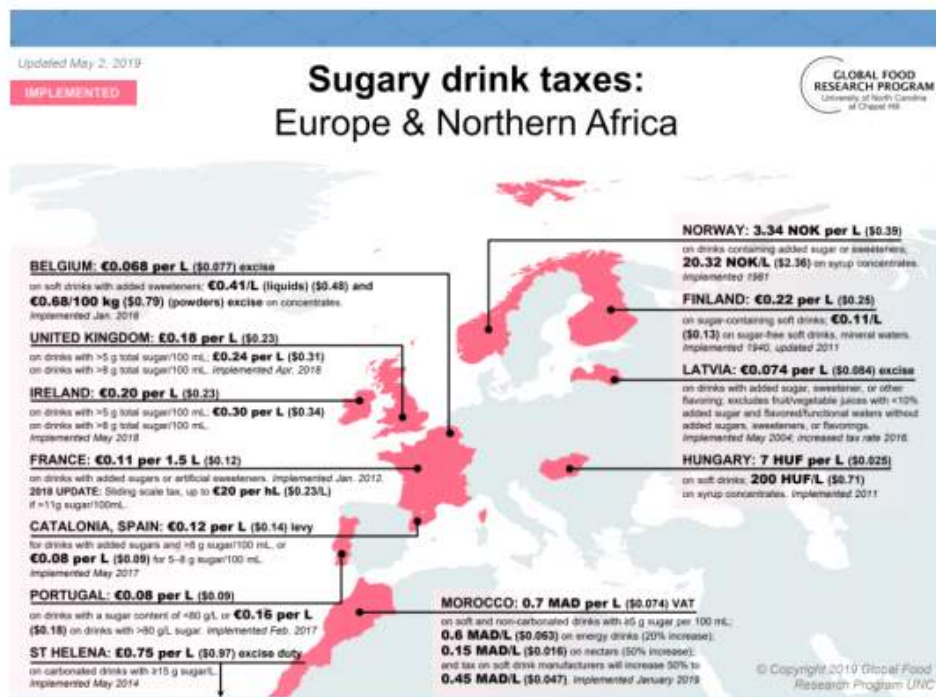 Updated May 2, 2019
IMPLEMENTED
Sugary drink taxes:
Europe & Northern Africa
GLOBAL FOOD
RESEARCH PROGRAM
University of North Carolina
at Chapel Hill
BELGIUM: €0.068 per L ($0.077) excise
on soft drinks with added sweeteners; €0.41/L (liquids) ($0.48) and
€0.68/100 kg ($0.79) (powders) excise on concentrates.
Implemented Jan. 2018
UNITED KINGDOM: £0.18 per L ($0.23)
on drinks with >5 g total sugar/100 mL; £0.24 per L ($0.31)
on drinks with >8 g total sugar/100 mL. Implemented Apr. 2018
IRELAND: €0.20 per L ($0.23)
on drinks with >5 g total sugar/100 mL; €0.30 per L ($0.34)
on drinks with >8 g total sugar/100 mL.
Implemented May 2018
FRANCE: €0.11 per 1.5 L ($0.12)
on drinks with added sugars or artificial sweeteners. Implemented Jan. 2012.
2018 UPDATE: Sliding scale tax, up to €20 per hL ($0.23/L)
if >11g sugar/100mL.
CATALONIA, SPAIN: €0.12 per L ($0.14) levy
for drinks with added sugars and >8 g sugar/100 mL, or
€0.08 per L ($0.09) for 5–8 g sugar/100 mL.
Implemented May 2017
PORTUGAL: €0.08 per L ($0.09)
on drinks with a sugar content of <80 g/L or €0.16 per L
($0.18) on drinks with >80 g/L sugar. Implemented Feb. 2017
ST HELENA: £0.75 per L ($0.97) excise duty
on carbonated drinks with ≥15 g sugar/L.
Implemented May 2014
NORWAY: 3.34 NOK per L ($0.39)
on drinks containing added sugar or sweeteners;
20.32 NOK/L ($2.36) on syrup concentrates.
Implemented 1981
FINLAND: €0.22 per L ($0.25)
on sugar-containing soft drinks; €0.11/L
($0.13) on sugar-free soft drinks, mineral waters.
Implemented 1940, updated 2011
LATVIA: €0.074 per L ($0.084) excise
on drinks with added sugar, sweetener, or other
flavoring; excludes fruit/vegetable juices with <10%
added sugar and flavored/functional waters without
added sugars, sweeteners, or flavorings.
Implemented May 2004; increased tax rate 2016.
HUNGARY: 7 HUF per L ($0.025)
on soft drinks; 200 HUF/L ($0.71)
on syrup concentrates. Implemented 2011
MOROCCO: 0.7 MAD per L ($0.074) VAT
on soft and non-carbonated drinks with ≥5 g sugar per 100 mL;
0.6 MAD/L ($0.063) on energy drinks (20% increase);
0.15 MAD/L ($0.016) on nectars (50% increase);
and tax on soft drink manufacturers will increase 50% to
0.45 MAD/L ($0.047). Implemented January 2019
© Copyright 2019 Global Food
Research Program UNC